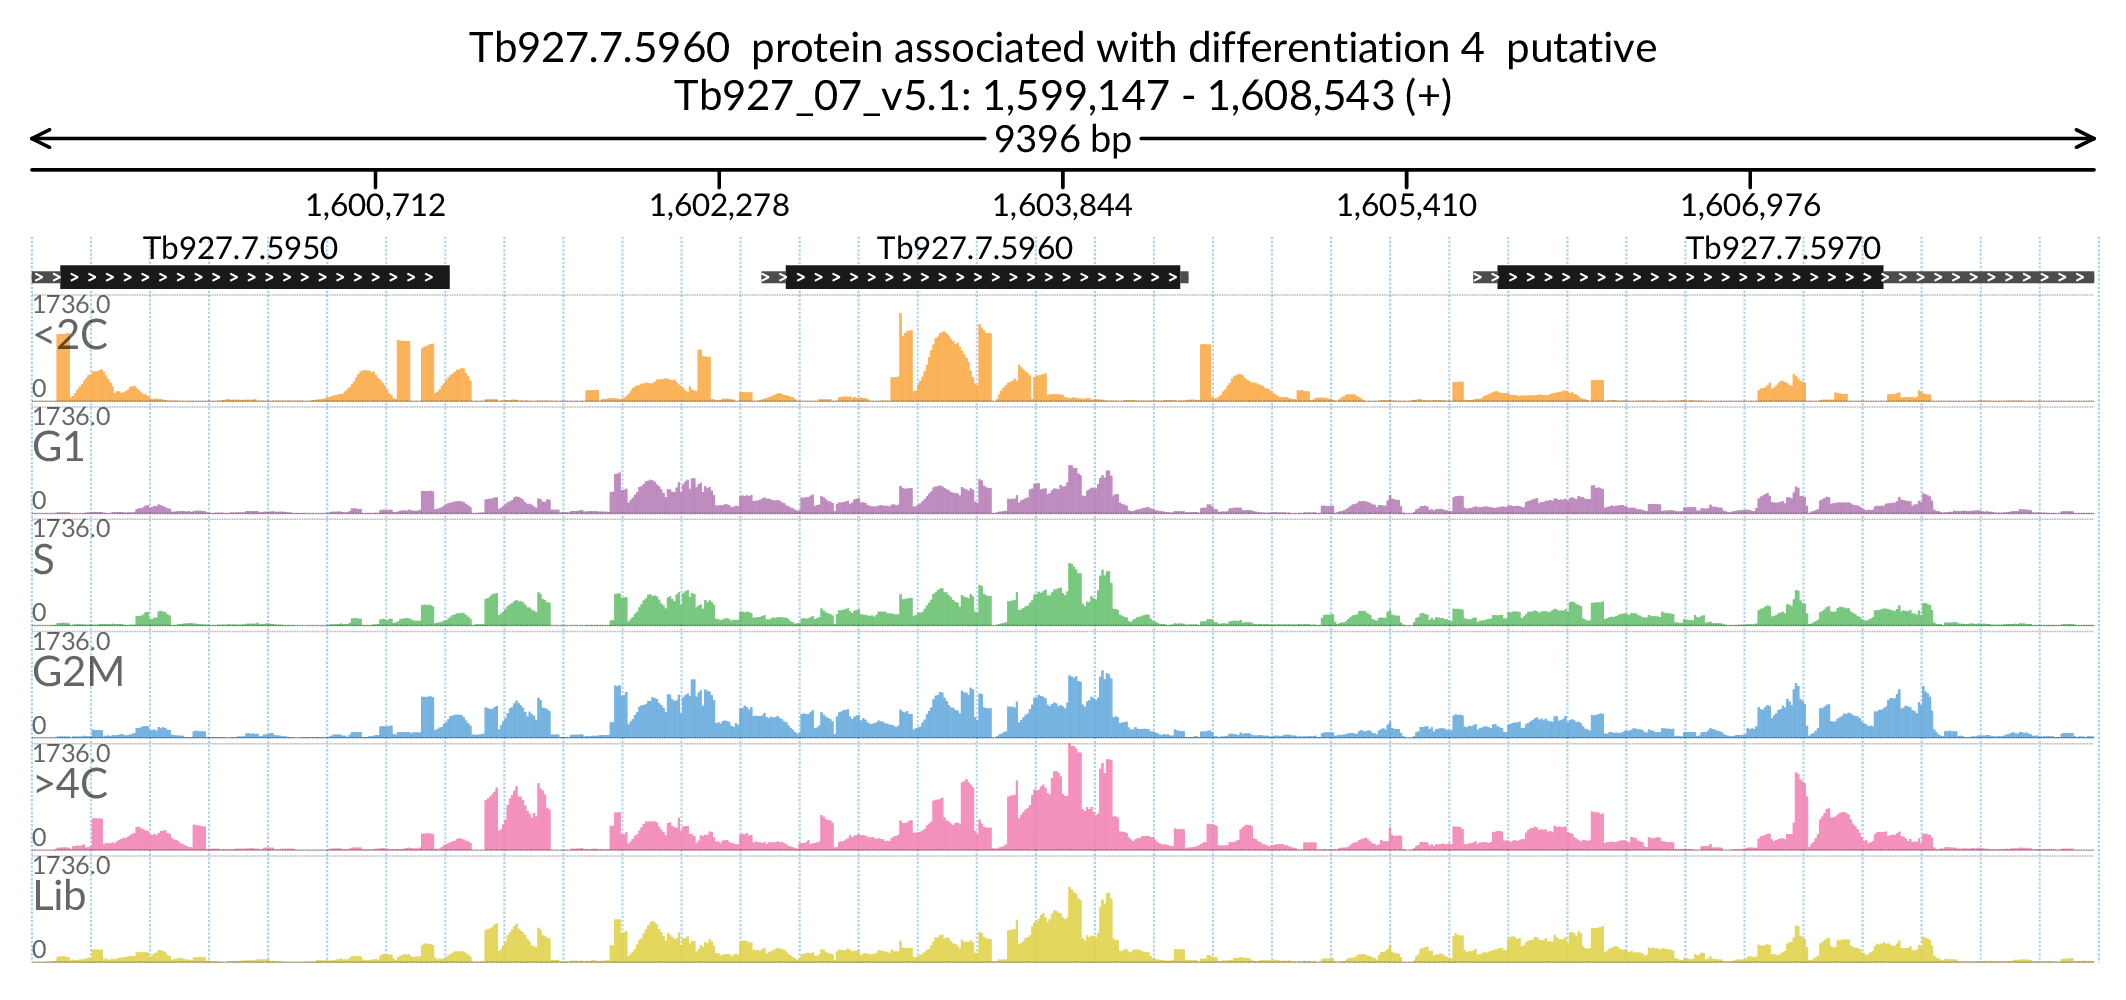 Tb927.7.5960  protein associated with differentiation 4  putative
Tb927_07_v5.1: 1,599,147 - 1,608,543 (+)
9396 bp
1,600,712 1,602,278 1,603,844 1,605,410 1,606,976
Tb927.7.5950 Tb927.7.5960 Tb927.7.5970
1736.0
<2C
0
1736.0
G1
0
1736.0
S
0
1736.0
G2M
0
1736.0
>4C
0
1736.0
Lib
0